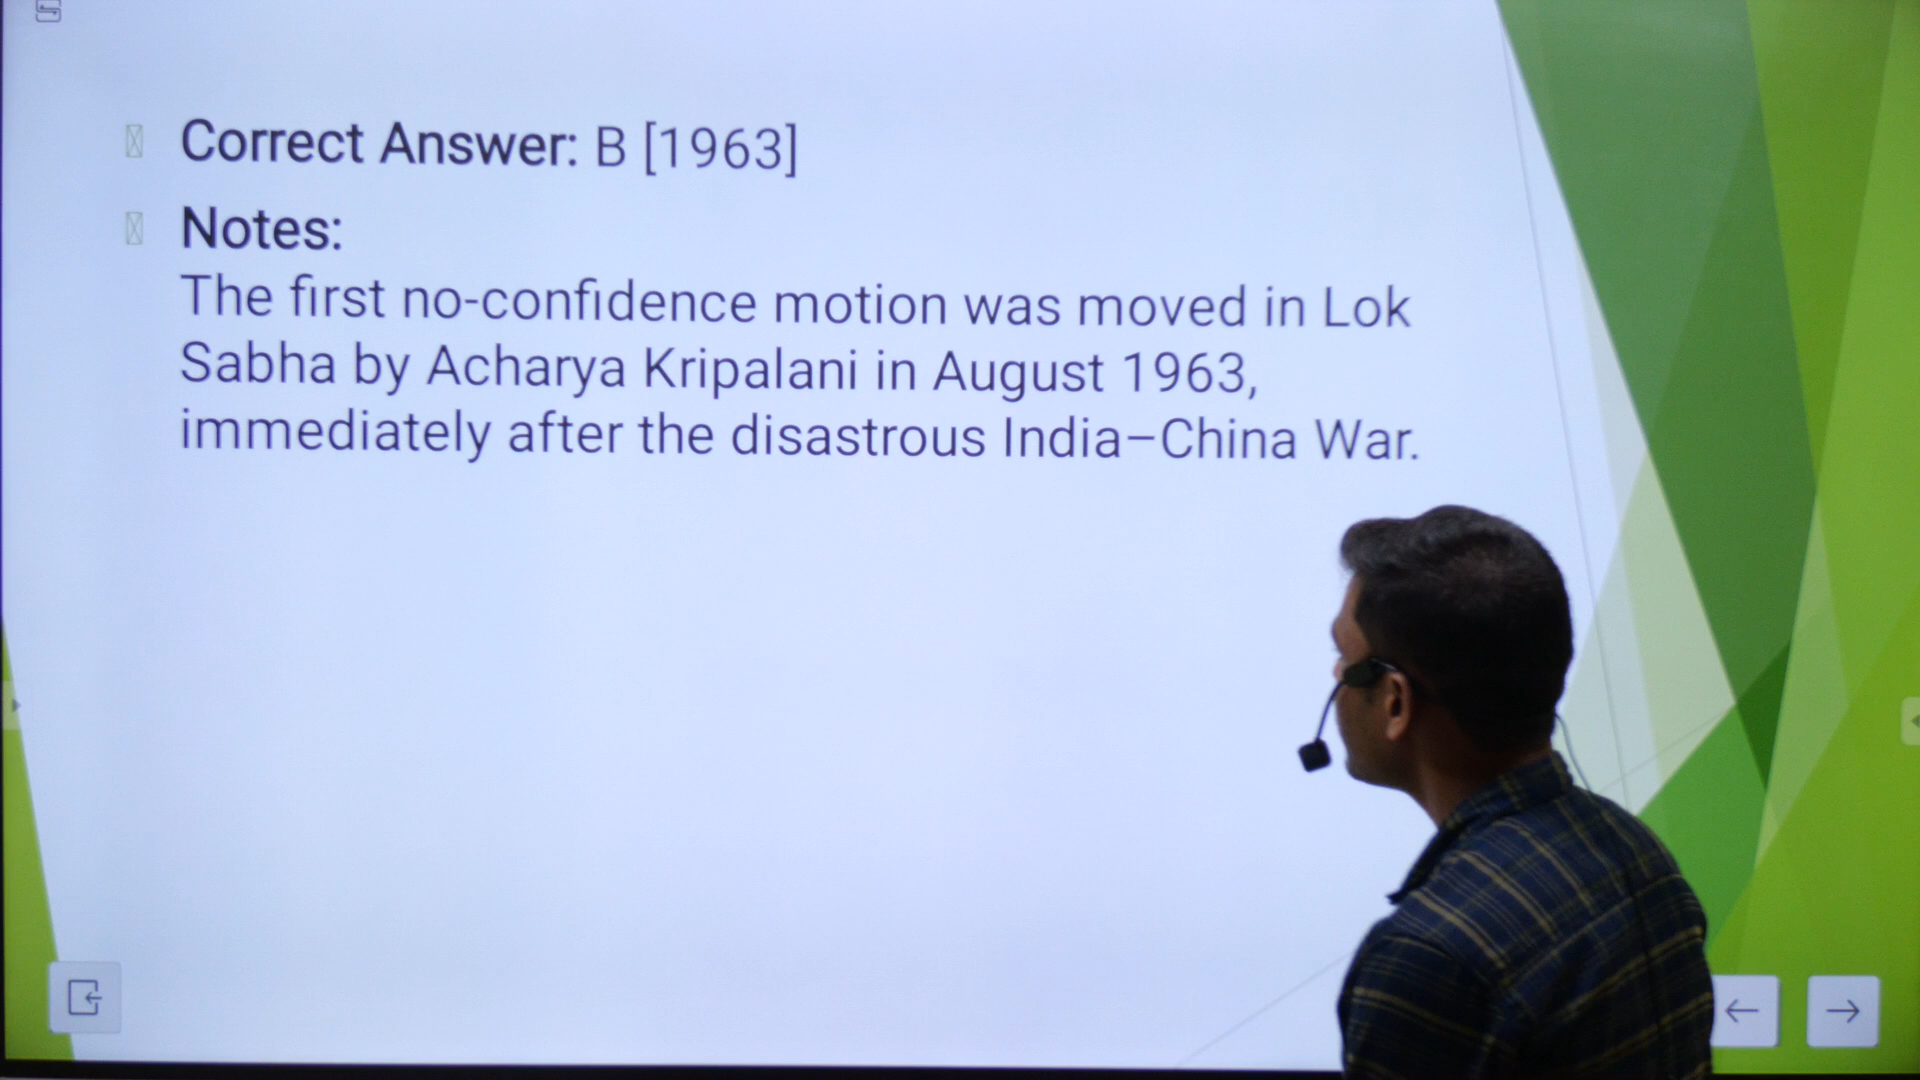 Correct Answer: B [1963]
Notes:
The first no-confidence motion was moved in Lok
Sabha by Acharya Kripalani in August 1963,
immediately after the disastrous India–China War.